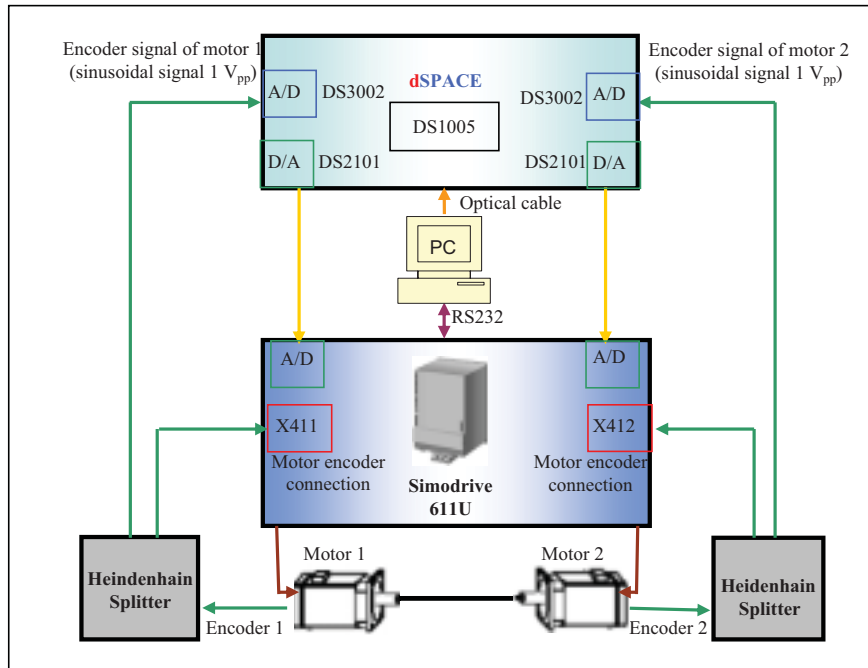 Encoder signal of motor 1
(sinusoidal signal 1 Vpp)
Encoder signal of motor 2
(sinusoidal signal 1 Vpp)
dSPACE
A/D
DS3002
DS3002
A/D
DS1005
D/A
DS2101
DS2101
D/A
Optical cable
PC
RS232
A/D
A/D
X411
X412
Motor encoder
connection
Motor encoder
connection
Simodrive
611U
Motor 1
Motor 2
Heindenhain
Splitter
Heidenhain
Splitter
Encoder 1
Encoder 2